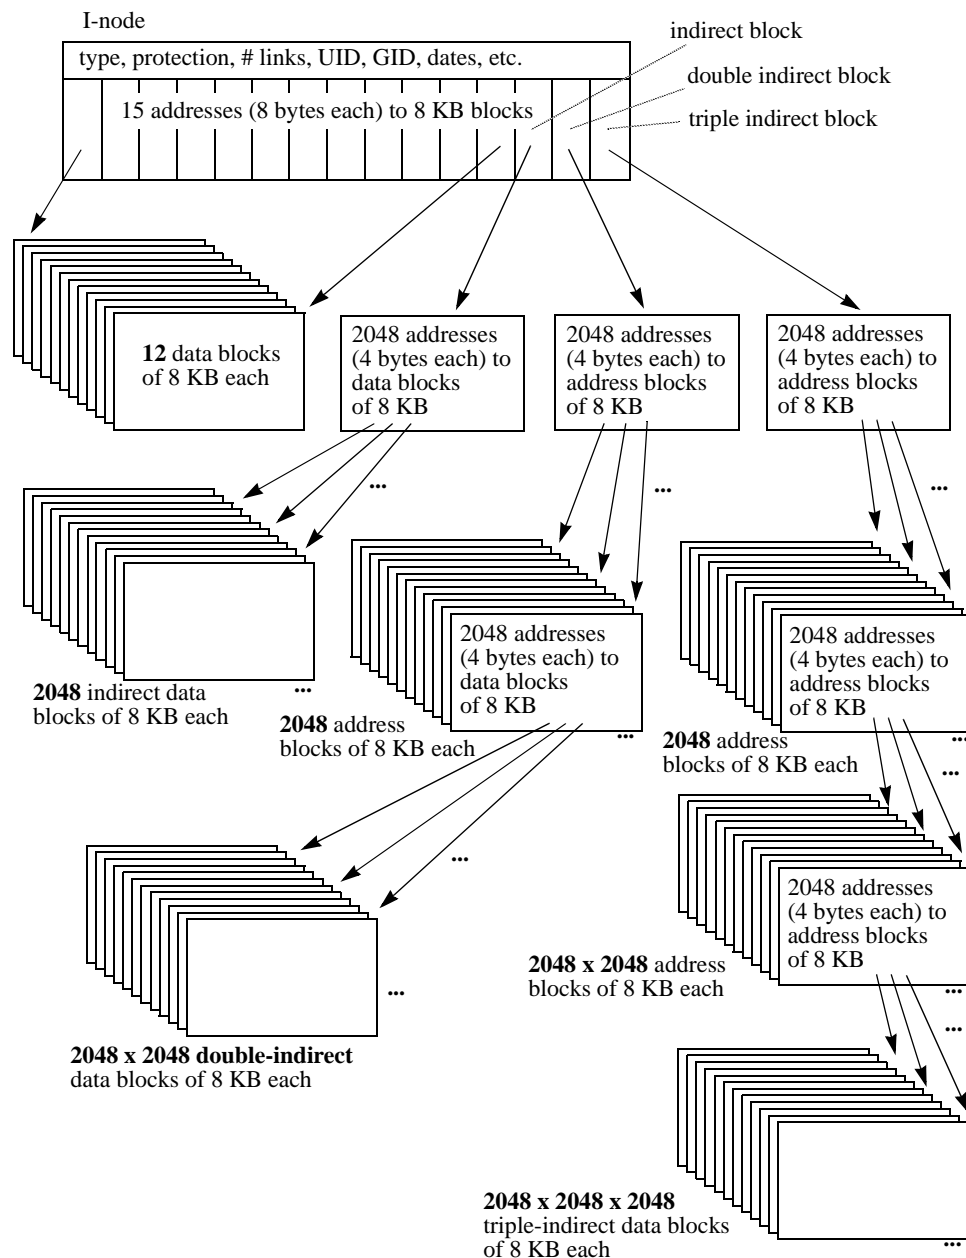 I-node
indirect block
type, protection, # links, UID, GID, dates, etc.
double indirect block
15 addresses (8 bytes each) to 8 KB blocks
triple indirect block
12 data blocks
of 8 KB each
2048 addresses
(4 bytes each) to
data blocks
of 8 KB
2048 addresses
(4 bytes each) to
address blocks
of 8 KB
2048 addresses
(4 bytes each) to
address blocks
of 8 KB
...
...
...
2048 indirect data
blocks of 8 KB each
...
2048 addresses
(4 bytes each) to
data blocks
of 8 KB
2048 address
blocks of 8 KB each
...
2048 addresses
(4 bytes each) to
address blocks
of 8 KB
2048 address
blocks of 8 KB each
...
...
...
2048 x 2048 double-indirect
data blocks of 8 KB each
...
2048 addresses
(4 bytes each) to
address blocks
of 8 KB
2048 x 2048 address
blocks of 8 KB each
...
...
2048 x 2048 x 2048
triple-indirect data blocks
of 8 KB each
...